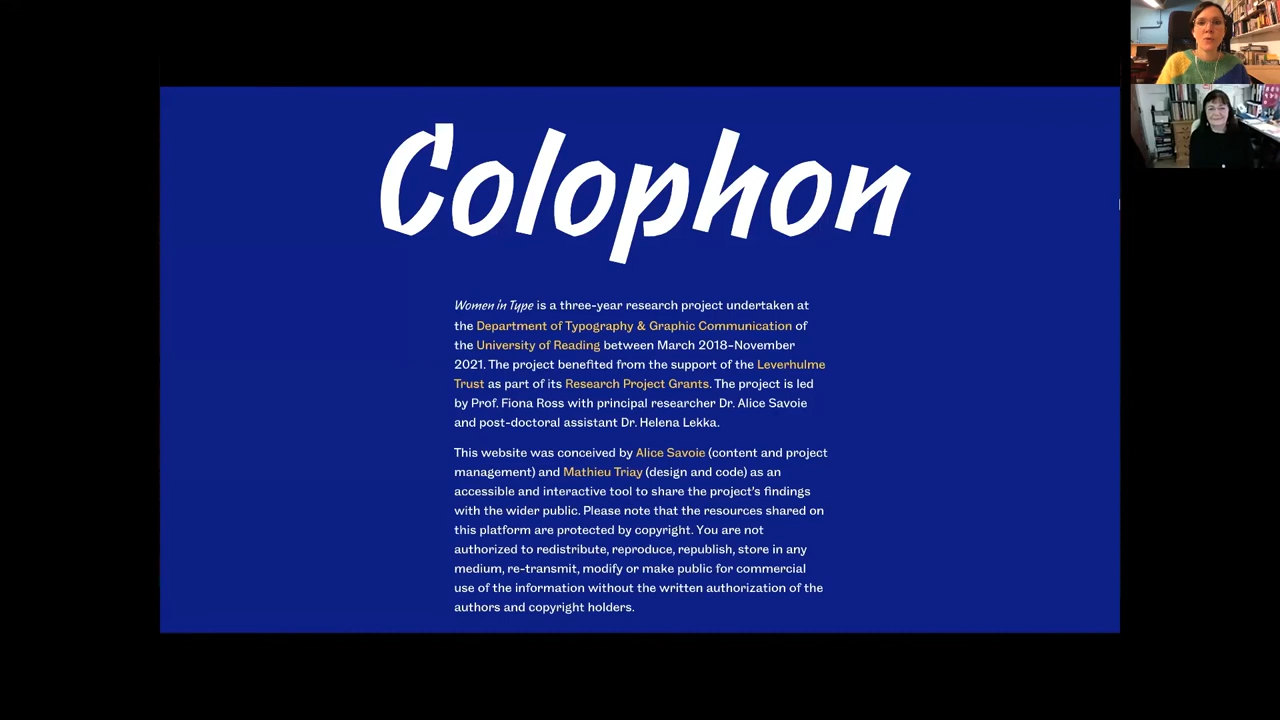 Colophon
Women in Type is a three-year research project undertaken at
the Department of Typography & Graphic Communication of
the University of Reading between March 2018–November
2021. The project benefited from the support of the Leverhulme
Trust as part of its Research Project Grants. The project is led
by Prof. Fiona Ross with principal researcher Dr. Alice Savoie
and post-doctoral assistant Dr. Helena Lekka.
This website was conceived by Alice Savoie (content and project
management) and Mathieu Triay (design and code) as an
accessible and interactive tool to share the project's findings
with the wider public. Please note that the resources shared on
this platform are protected by copyright. You are not
authorized to redistribute, reproduce, republish, store in any
medium, re-transmit, modify or make public for commercial
use of the information without the written authorization of the
authors and copyright holders.